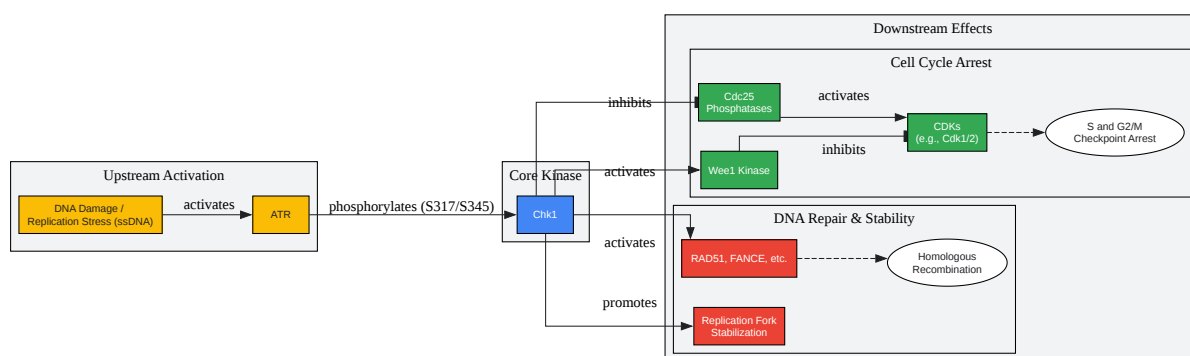 Downstream Effects
Cell Cycle Arrest
Cdc25
Phosphatases
activates
inhibits
CDKs
(e.g., Cdk1/2)
S and G2/M
Checkpoint Arrest
inhibits
Wee1 Kinase
activates
Upstream Activation
Core Kinase
DNA Damage /
Replication Stress (ssDNA)
activates
ATR
phosphorylates (S317/S345)
Chk1
DNA Repair & Stability
activates
RAD51, FANCE, etc.
Homologous
Recombination
promotes
Replication Fork
Stabilization